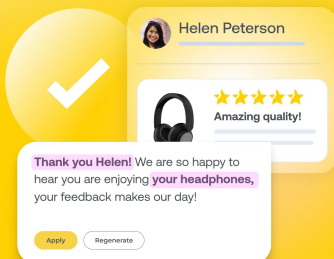 Helen Peterson
Amazing quality!
Thank you Helen! We are so happy to
hear you are enjoying your headphones,
your feedback makes our day!
Apply
Regenerate